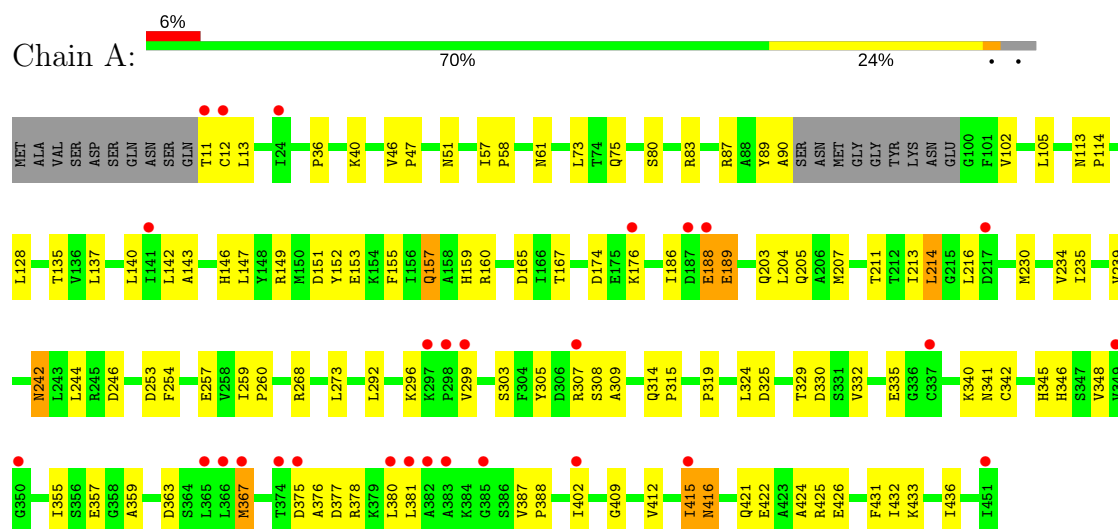 6%
Chain A:
70% 24% • •
MET ALA VAL SER ASP SER GLN ASN SER GLN T11 C12 L13 I24 P36 K40 V46 P47 N51 I57 P58 N61 L73 T74 Q75 S80 R83 R87 A88 Y89 A90 SER ASN MET GLY GLY TYR LYS ASN GLU G100 F101 V102 L105 N113 P114
L128 T135 V136 L137 L140 I141 L142 A143 H146 L147 Y148 R149 M150 D151 Y152 E153 K154 F155 I156 Q157 A158 H159 R160 D165 I166 T167 D174 E175 K176 I186 D187 E188 E189 Q203 L204 Q205 A206 M207 T211 T212 I213 L214 G215 L216 D217 M230 V234 I235
N242 L243 L244 R245 D246 D253 F254 E257 V258 I259 P260 R268 L273 L292 K296 K297 P298 V299 S303 F304 Y305 D306 R307 S308 A309 Q314 P315 P319 L324 D325 T329 D330 S331 V332 E335 G336 C337 K340 N341 C342 H345 H346 S347 V348
G350 I355 S356 E357 G358 A359 D363 S364 L365 L366 M367 T374 D375 A376 D377 R378 K379 L380 L381 A382 A383 K384 G385 S386 V387 P388 I402 G409 V412 I415 N416 Q421 E422 A423 A424 R425 E426 F431 I432 K433 I436 I451